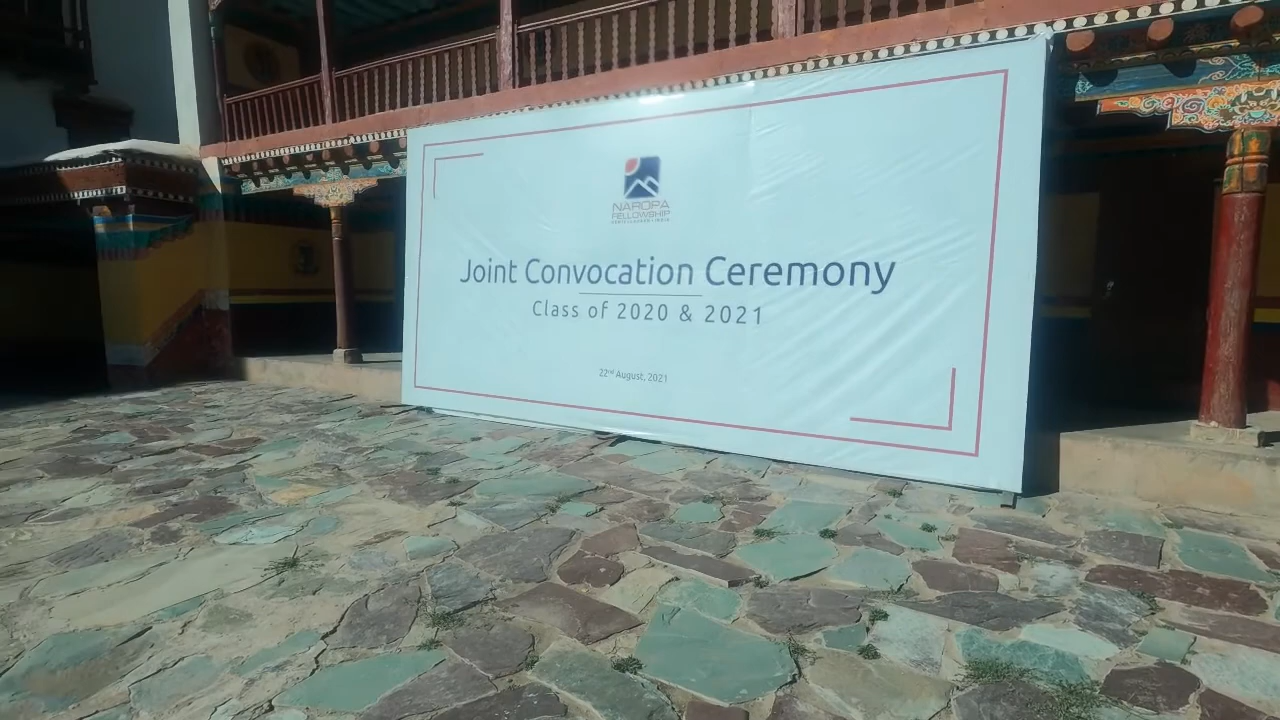 NAROPA
FELLOWSHIP
Joint Convocation Ceremony
Class of 2020 & 2021
22nd August, 2021